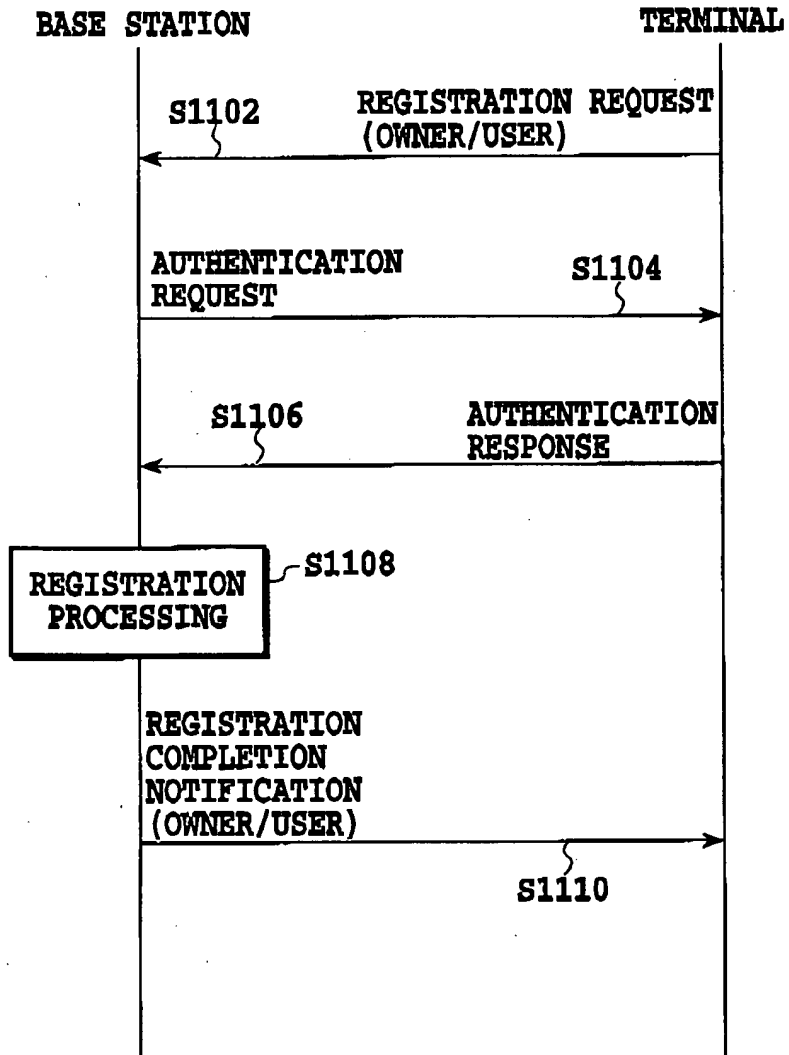 BASE STATION
TERMINAL
S1102
REGISTRATION REQUEST
(OWNER/USER)
AUTHENTICATION
REQUEST
S1104
S1106
AUTHENTICATION
RESPONSE
REGISTRATION
PROCESSING
S1108
REGISTRATION
COMPLETION
NOTIFICATION
(OWNER/USER)
S1110